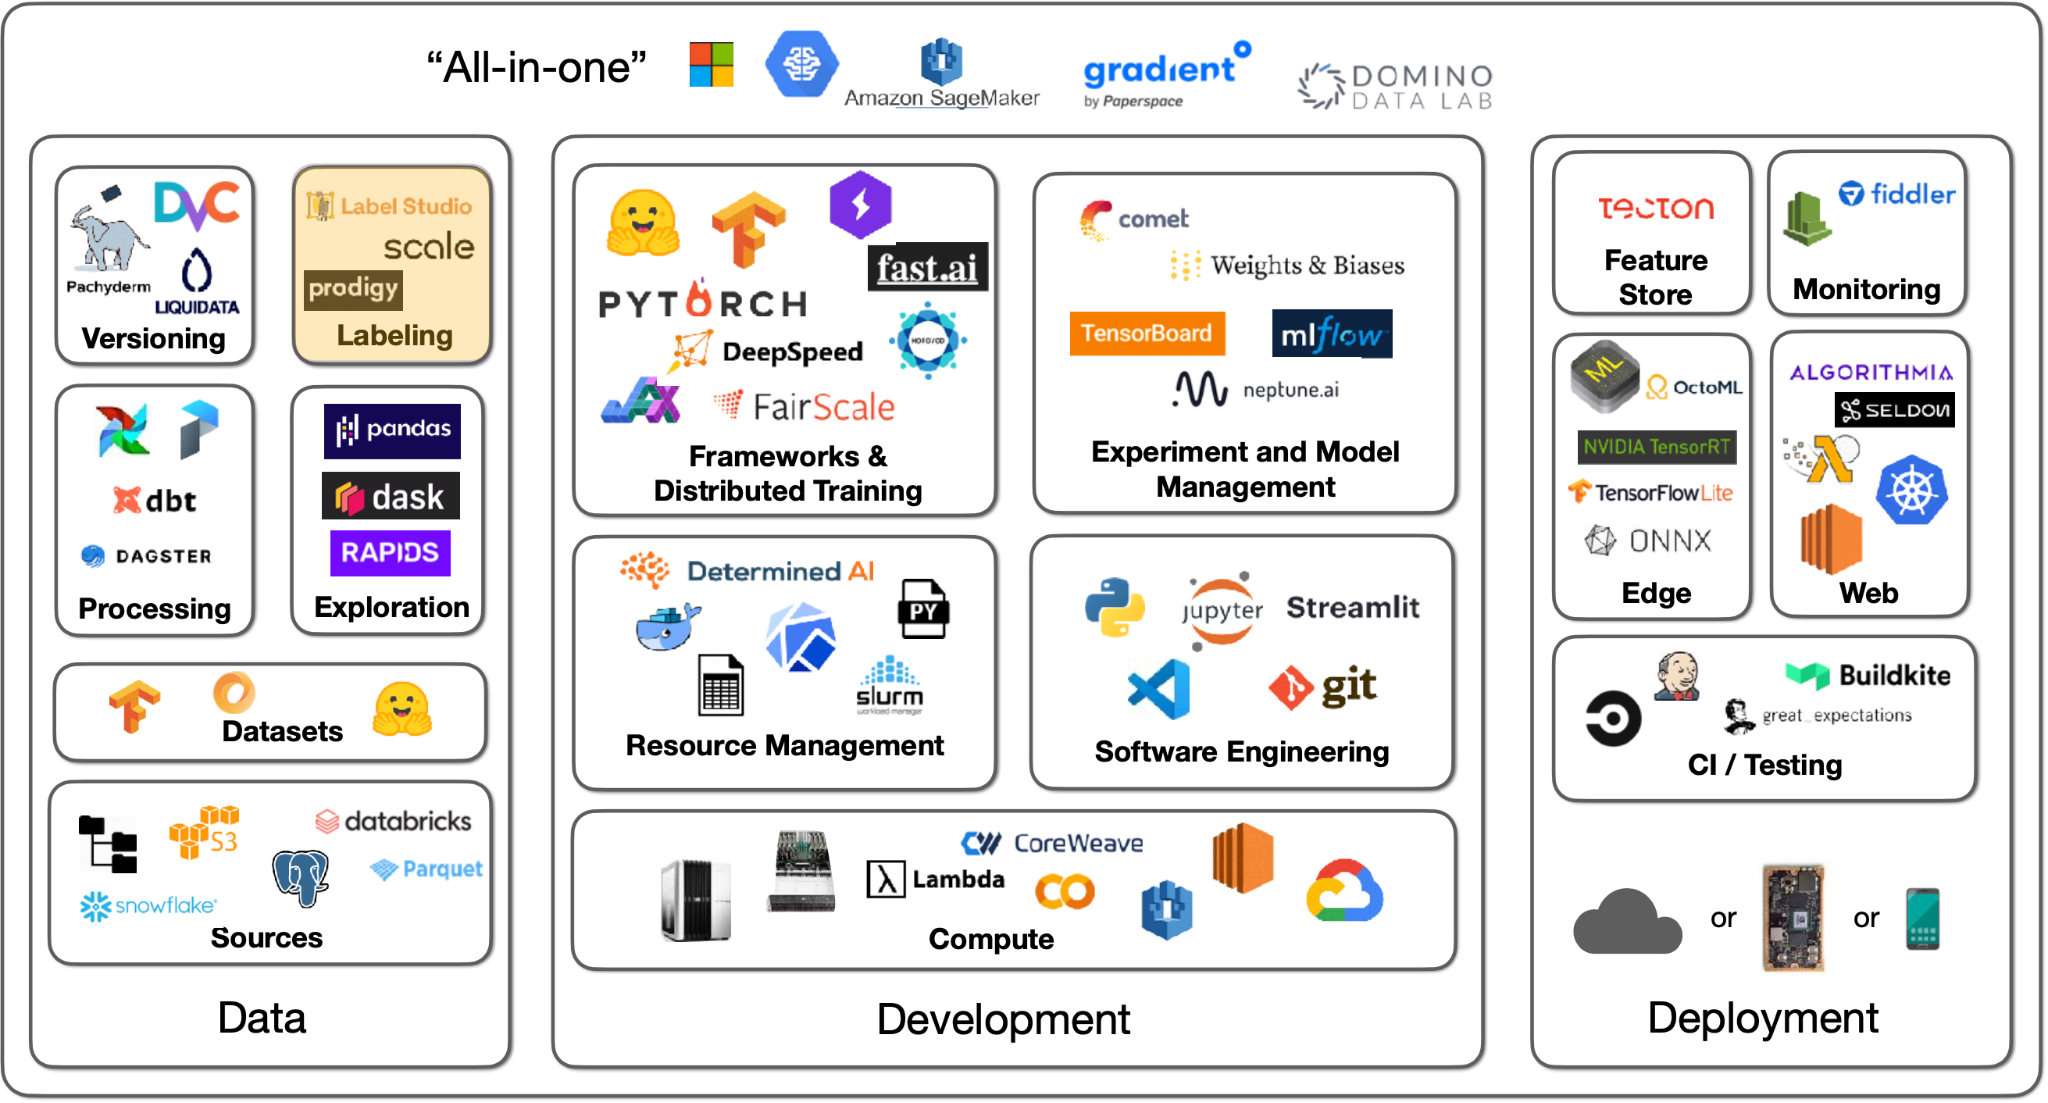 “All-in-one”
Amazon SageMaker
gradient
by Paperspace
DOMINO
DATA LAB
DVC
Pachyderm
LIQUIDATA
Versioning
Label Studio
scale
prodigy
Labeling
dbt
DAGSTER
Processing
pandas
dask
RAPIDS
Exploration
Datasets
S3
databricks
Parquet
snowflake
Sources
Data
fast.ai
PYTORCH
HOROVOD
DeepSpeed
JAX
FairScale
Frameworks &
Distributed Training
comet
Weights & Biases
TensorBoard
mlflow
neptune.ai
Experiment and Model
Management
Determined AI
PY
slurm
workload manager
Resource Management
jupyter
Streamlit
git
Software Engineering
CoreWeave
Lambda
Compute
Development
TECTON
Feature
Store
fiddler
Monitoring
ML
OctoML
NVIDIA TensorRT
TensorFlow Lite
ONNX
Edge
ALGORITHMIA
SELDON
Web
Buildkite
great_expectations
CI / Testing
or
or
Deployment